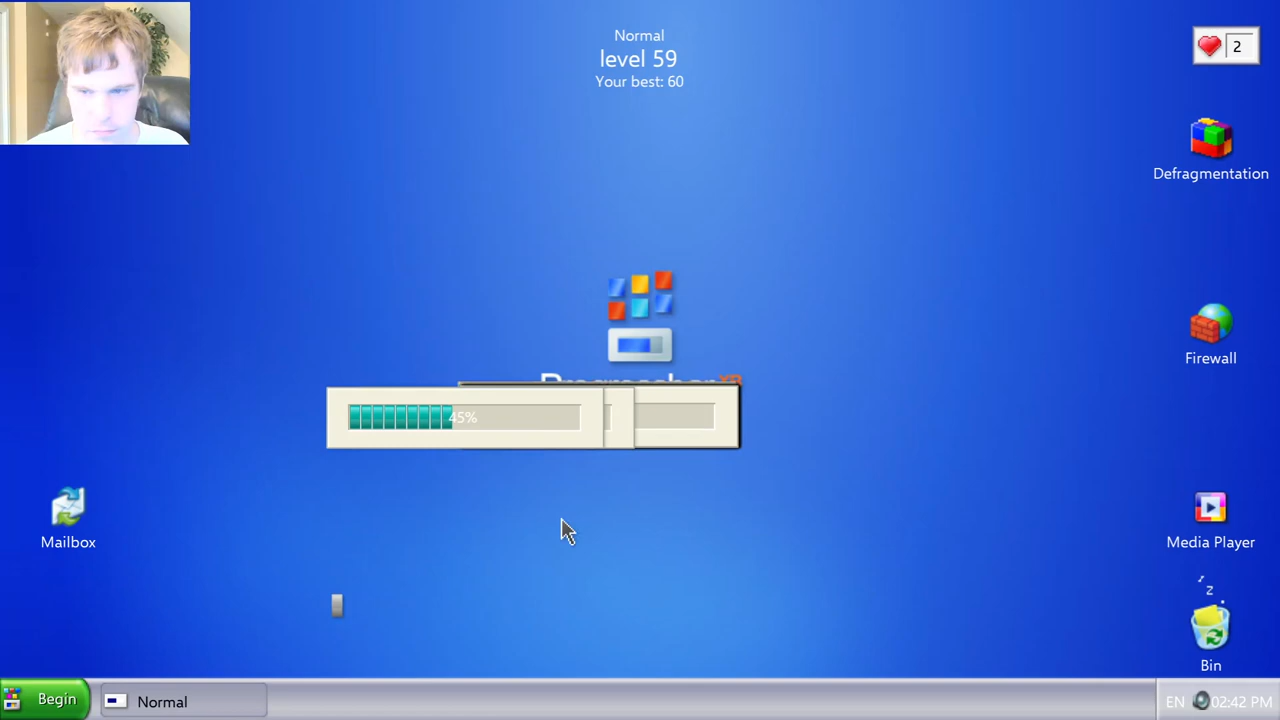 Normal
level 59
Your best: 60
2
Defragmentation
Firewall
45%
Mailbox
Media Player
z
Bin
Begin
Normal
EN
02:42 PM